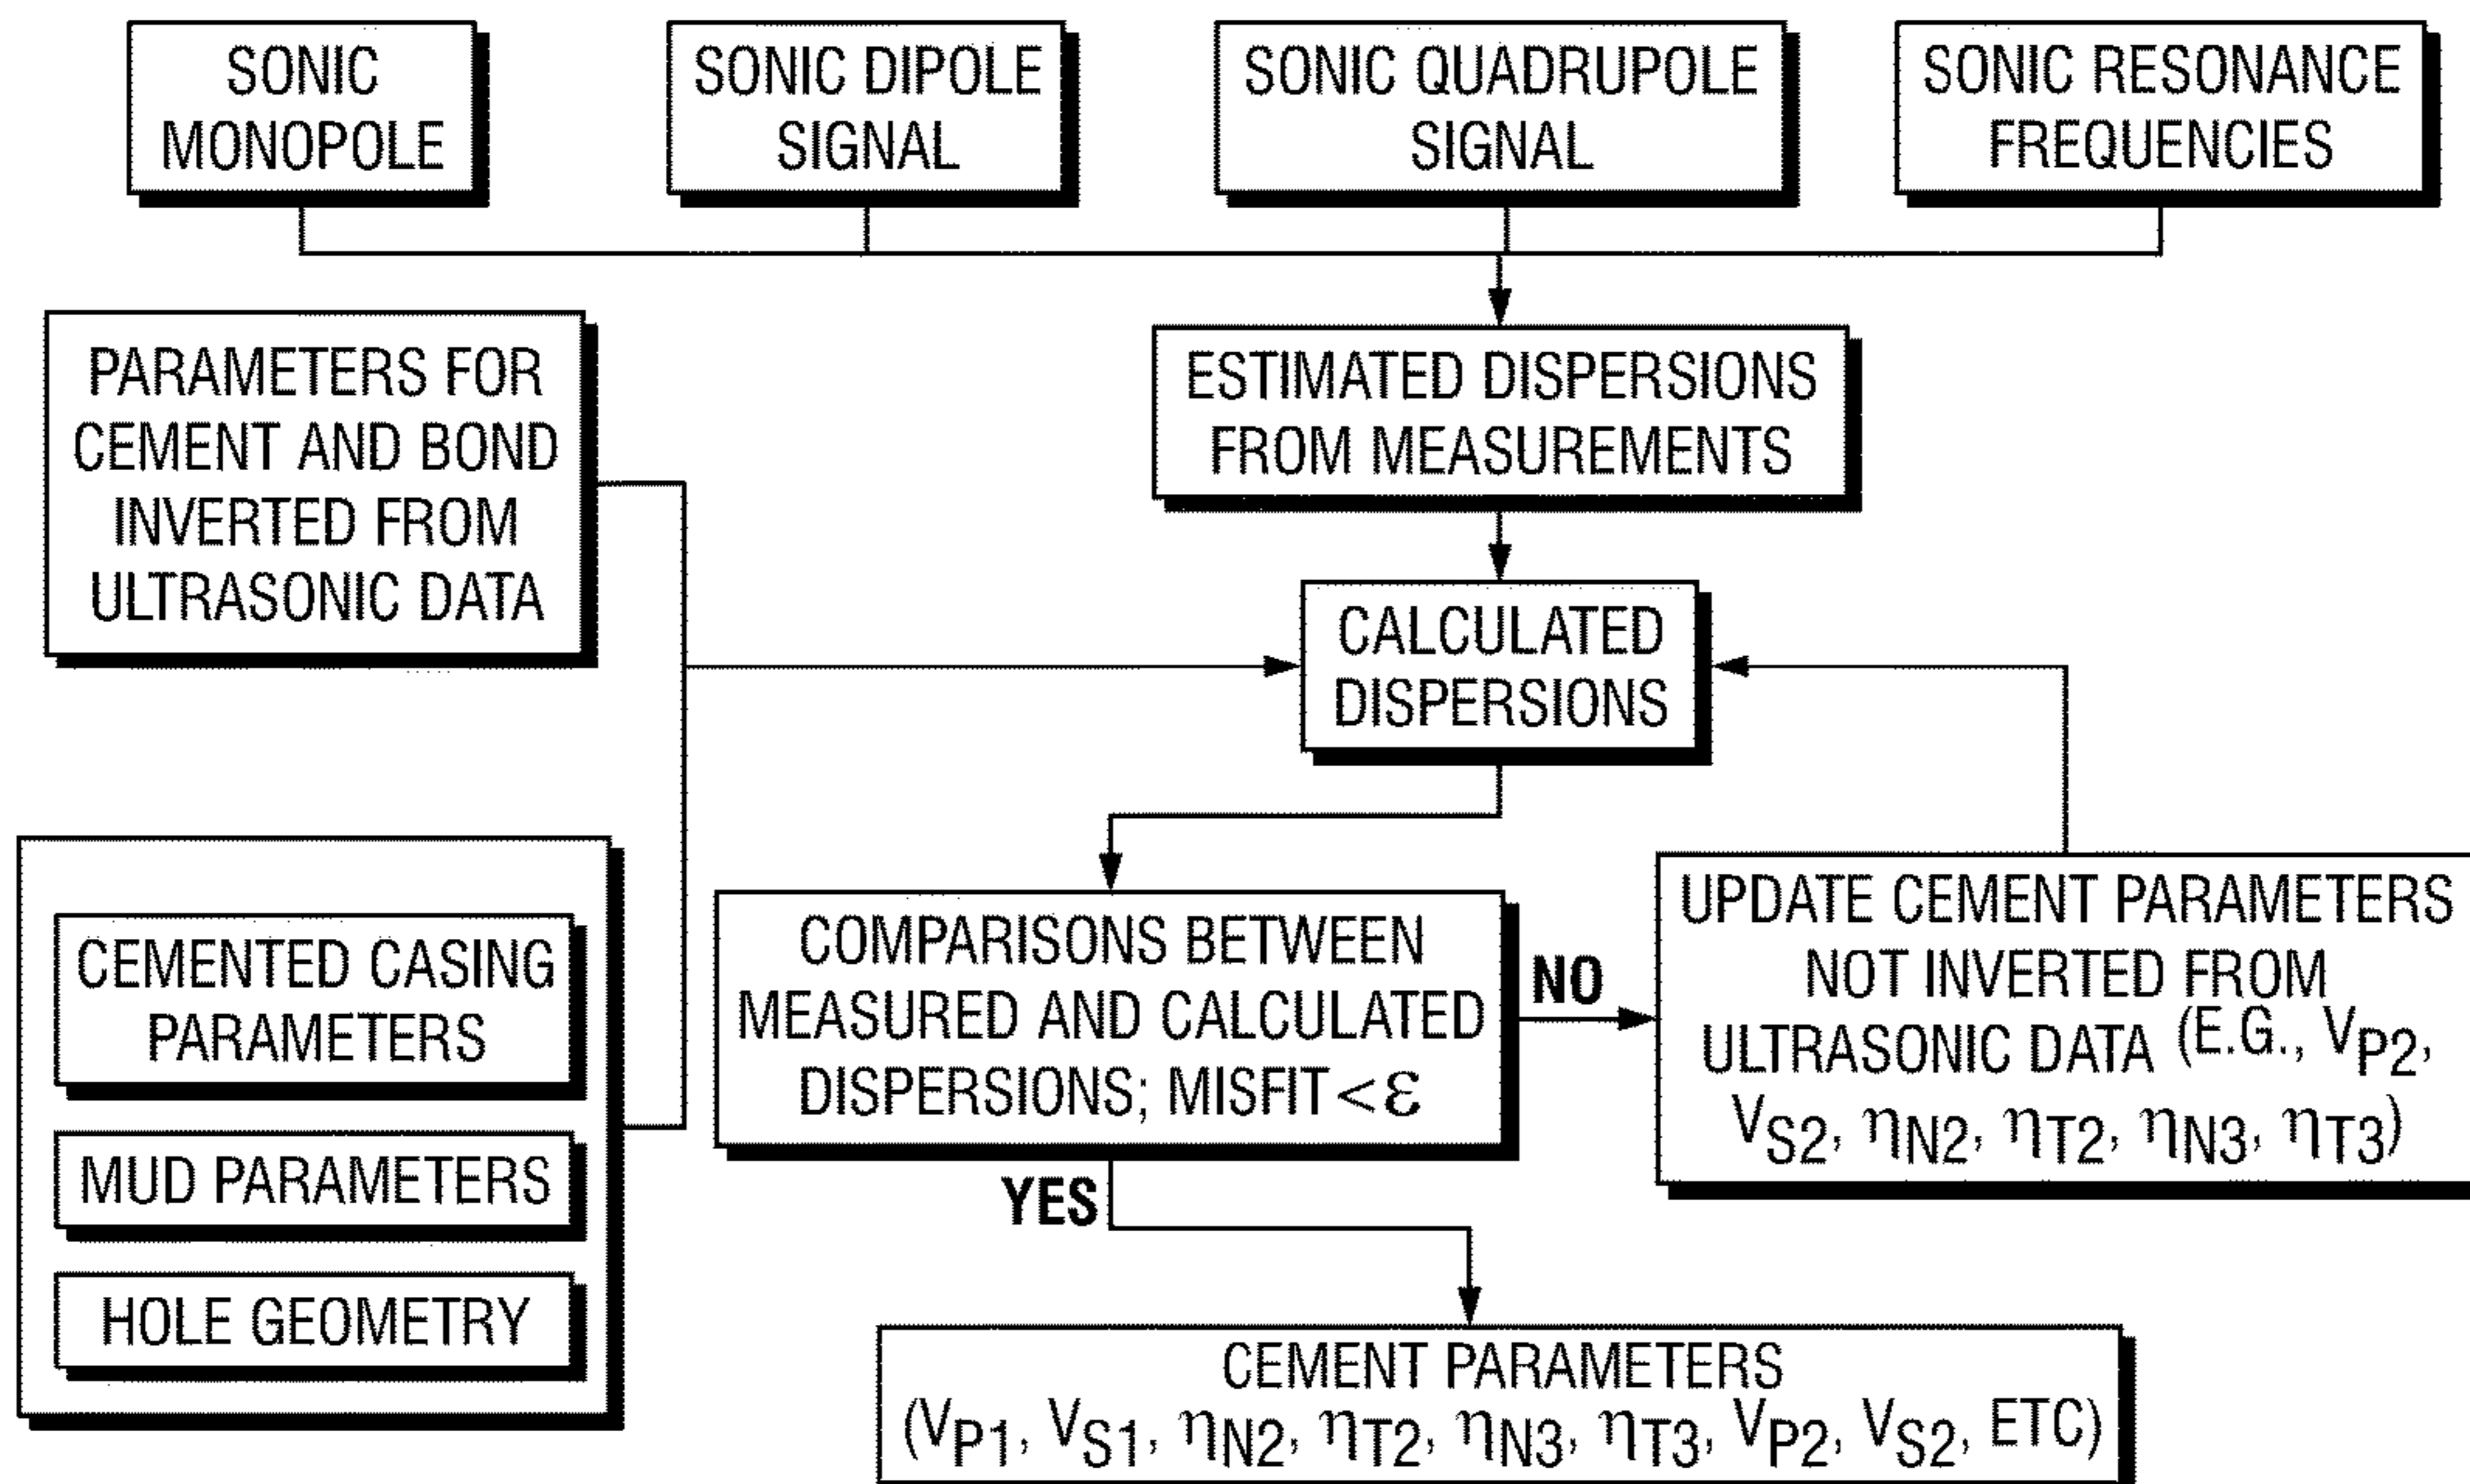 SONIC
MONOPOLE
SONIC DIPOLE
SIGNAL
SONIC QUADRUPOLE
SIGNAL
SONIC RESONANCE
FREQUENCIES
PARAMETERS FOR
CEMENT AND BOND
INVERTED FROM
ULTRASONIC DATA
ESTIMATED DISPERSIONS
FROM MEASUREMENTS
CALCULATED
DISPERSIONS
CEMENTED CASING
PARAMETERS
MUD PARAMETERS
HOLE GEOMETRY
COMPARISONS BETWEEN
MEASURED AND CALCULATED
DISPERSIONS; MISFIT<ε
NO
UPDATE CEMENT PARAMETERS
NOT INVERTED FROM
ULTRASONIC DATA (E.G., VP2,
VS2, ηN2, ηT2, ηN3, ηT3)
YES
CEMENT PARAMETERS
(VP1, VS1, ηN2, ηT2, ηN3, ηT3, VP2, VS2, ETC)